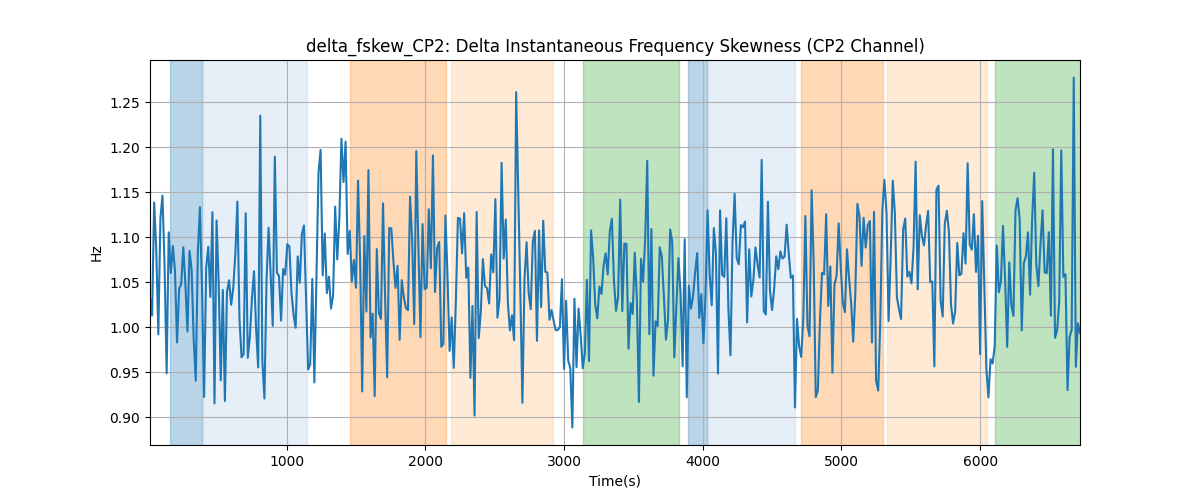 delta_fskew_CP2: Delta Instantaneous Frequency Skewness (CP2 Channel)
1.25
1.20
1.15
1.10
1.05
1.00
0.95
0.90
Hz
1000 2000 3000 4000 5000 6000
Time(s)